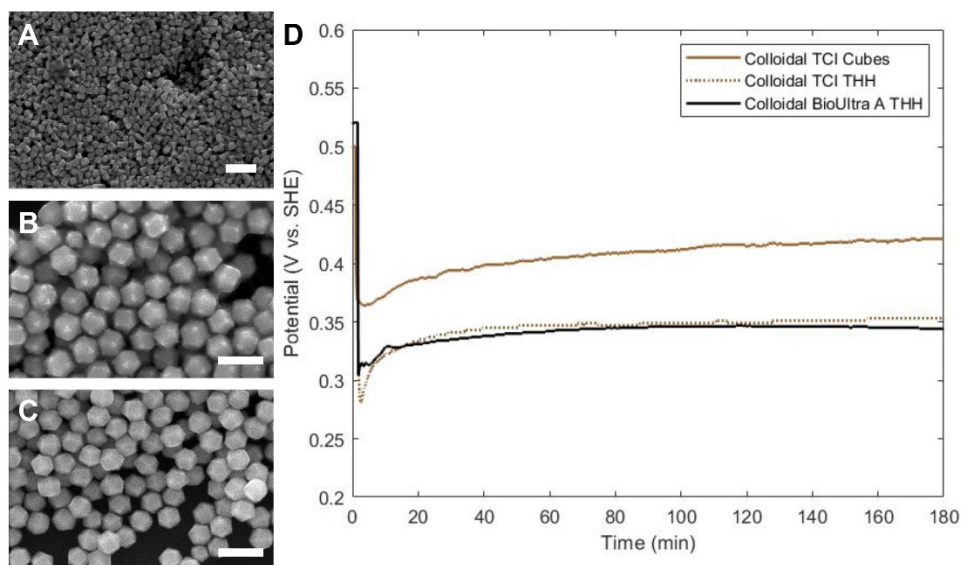 A
B
C
D
0.6
0.55
0.5
0.45
0.4
0.35
0.3
0.25
0.2
Potential (V vs. SHE)
Colloidal TCI Cubes
Colloidal TCI THH
Colloidal BioUltra A THH
0 20 40 60 80 100 120 140 160 180
Time (min)